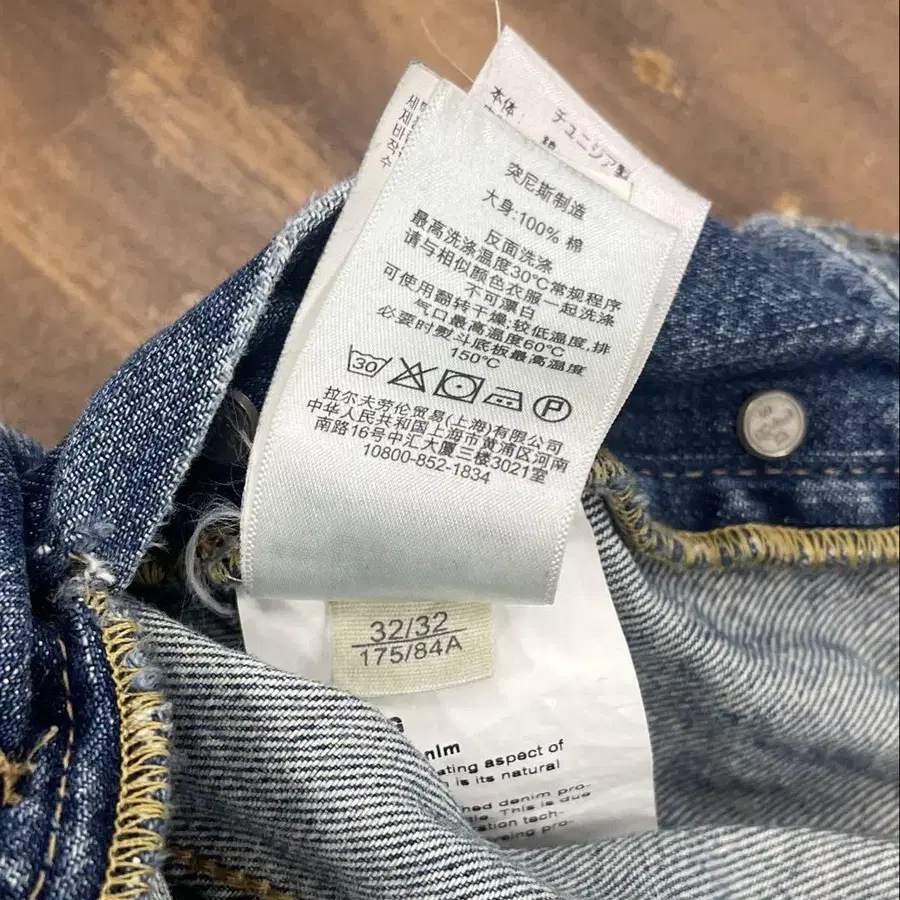 本体:
チュニジア製
突尼斯制造
大身:100% 棉
反面洗涤
最高洗涤温度30℃常规程序
请与相似颜色衣服一起洗涤
不可漂白
可使用翻转干燥:较低温度,排
气口最高温度60℃
必要时熨斗底板最高温度
150℃
30
P
拉尔夫劳伦贸易(上海)有限公司
中华人民共和国上海市黄浦区河南
南路16号中汇大厦三楼3021室
10800-852-1834
32/32
175/84A
ating aspect of
is its natural
hed denim pro-
This is due
ation tech-